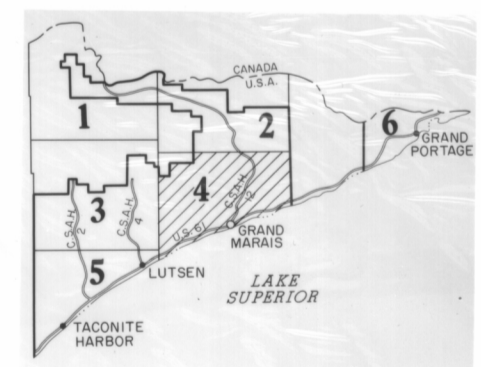 CANADA
U.S.A.
1
2
6
GRAND
PORTAGE
4
C.S.A.H.
12
3
C.S.A.H.
2
C.S.A.H.
4
U.S. 61
GRAND
MARAIS
5
LUTSEN
LAKE
SUPERIOR
TACONITE
HARBOR